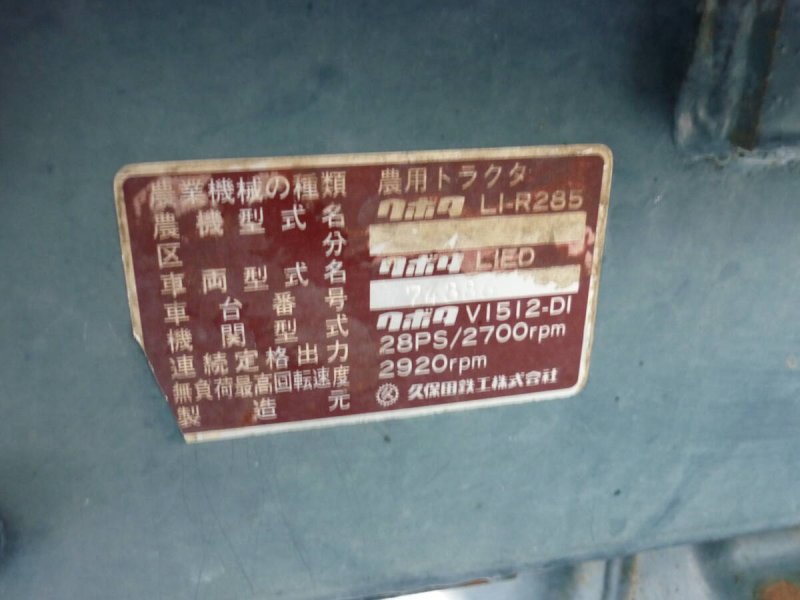 農業機械の種類 農用トラクタ
農機型式名 クボタ L1-R285
区分
車両型式名 クボタ L1ED
車台番号
機関型式 クボタ V1512-D1
連続定格出力 28PS/2700rpm
無負荷最高回転速度 2920rpm
製造元 久保田鉄工株式会社